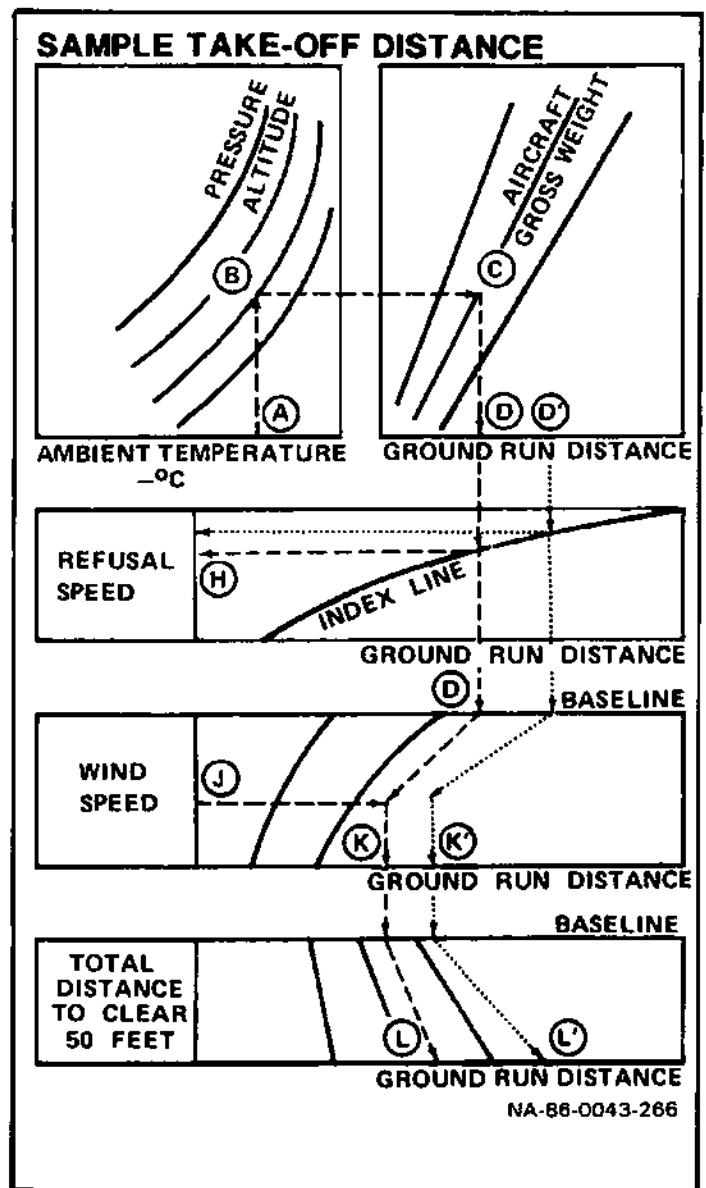 SAMPLE TAKE-OFF DISTANCE
PRESSURE
ALTITUDE
B
A
AMBIENT TEMPERATURE
–°C
AIRCRAFT
GROSS WEIGHT
C
D D′
GROUND RUN DISTANCE
REFUSAL
SPEED
H
INDEX LINE
GROUND RUN DISTANCE
D
BASELINE
WIND
SPEED
J
K K′
GROUND RUN DISTANCE
BASELINE
TOTAL
DISTANCE
TO CLEAR
50 FEET
L L′
GROUND RUN DISTANCE
NA-86-0043-266